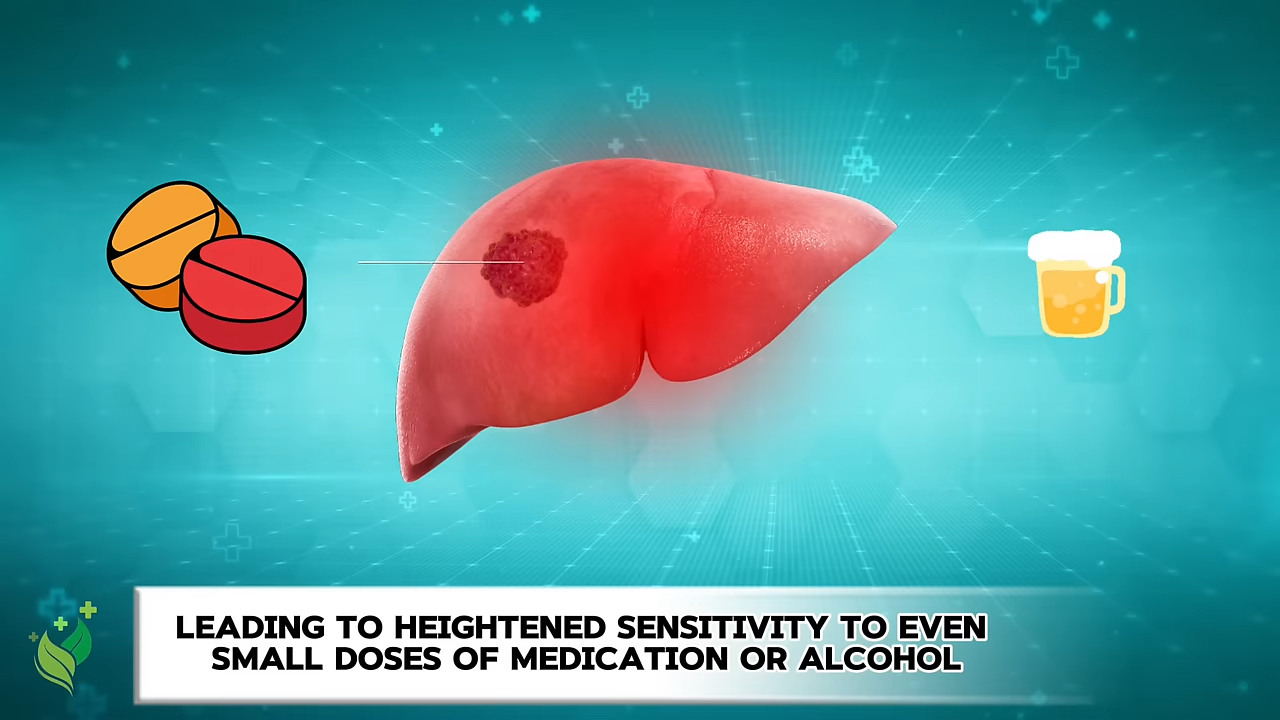 LEADING TO HEIGHTENED SENSITIVITY TO EVEN
SMALL DOSES OF MEDICATION OR ALCOHOL